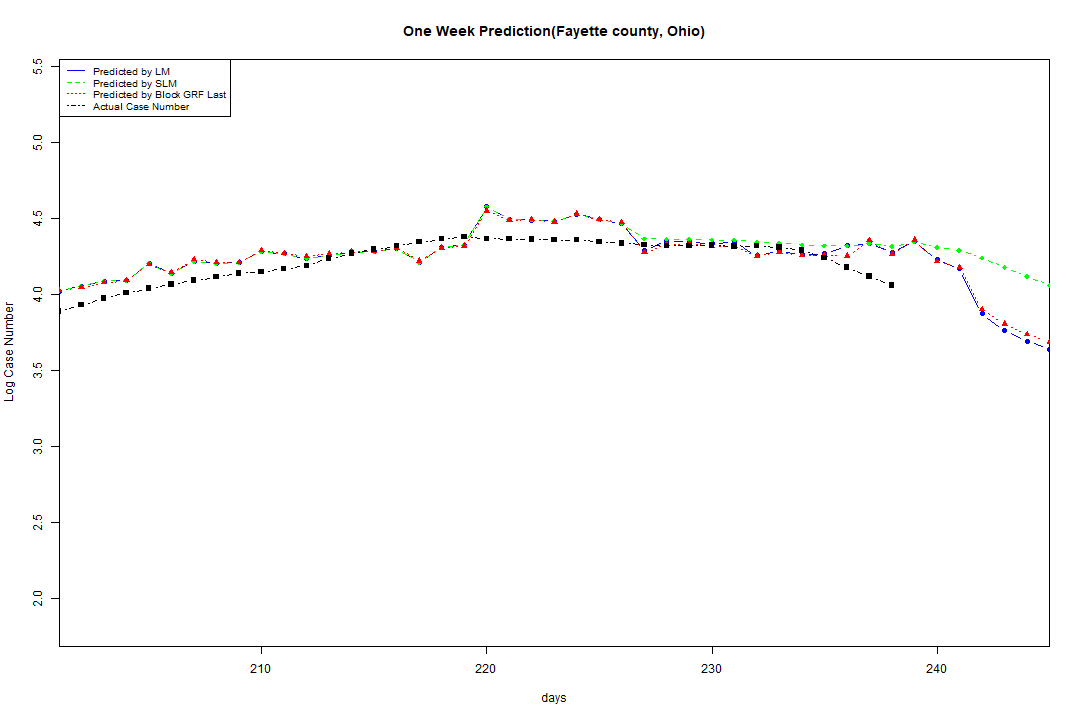 One Week Prediction(Fayette county, Ohio)
Predicted by LM
Predicted by SLM
Predicted by Block GRF Last
Actual Case Number
5.5
5.0
4.5
4.0
3.5
3.0
2.5
2.0
Log Case Number
210 220 230 240
days